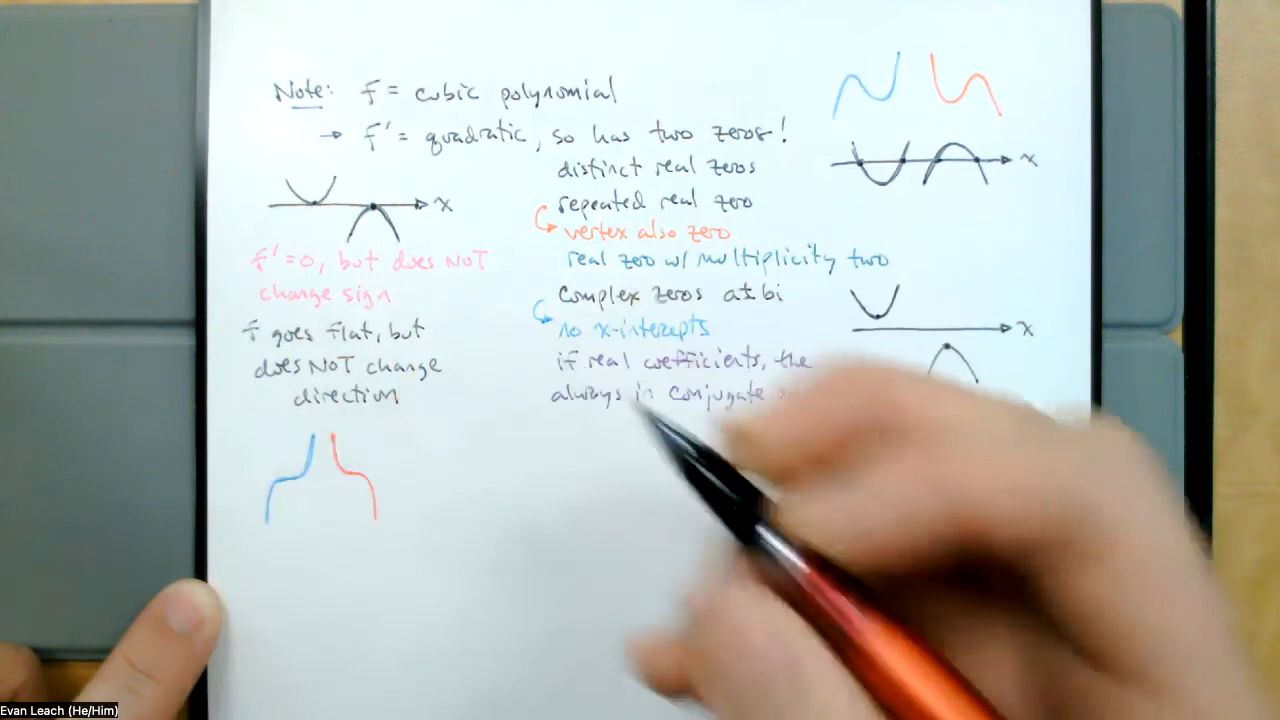 Note: f = cubic polynomial
→ f' = quadratic, so has two zeros!
distinct real zeros
repeated real zero
vertex also zero
real zero w/ multiplicity two
complex zeros a±bi
no x-intercepts
if real coefficients, the
always in conjugate
x
f'=0, but does NOT
change sign
f goes flat, but
does NOT change
direction
x
x
Evan Leach (He/Him)